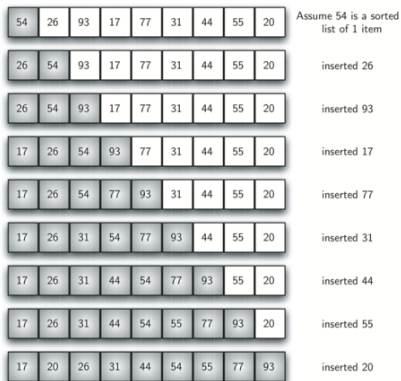 54 26 93 17 77 31 44 55 20 Assume 54 is a sorted
list of 1 item
26 54 93 17 77 31 44 55 20 inserted 26
26 54 93 17 77 31 44 55 20 inserted 93
17 26 54 93 77 31 44 55 20 inserted 17
17 26 54 77 93 31 44 55 20 inserted 77
17 26 31 54 77 93 44 55 20 inserted 31
17 26 31 44 54 77 93 55 20 inserted 44
17 26 31 44 54 55 77 93 20 inserted 55
17 20 26 31 44 54 55 77 93 inserted 20